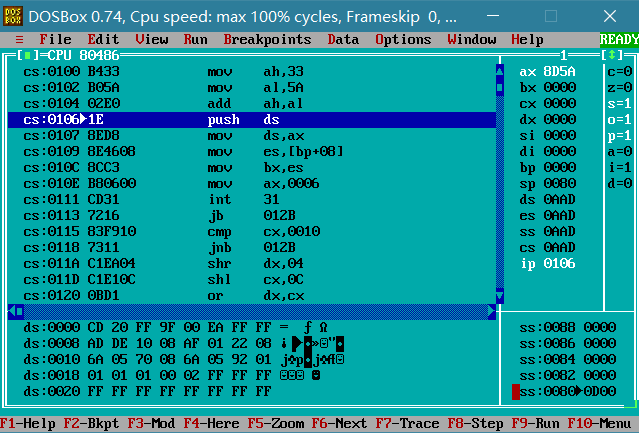 DOSBox 0.74, Cpu speed: max 100% cycles, Frameskip 0, ...
≡ File Edit View Run Breakpoints Data Options Window Help READY
[■]-CPU 80486 1 [↕]
cs:0100 B433 mov ah,33 ax 8D5A c=0
cs:0102 B05A mov al,5A bx 0000 z=0
cs:0104 02E0 add ah,al cx 0000 s=1
cs:0106►1E push ds dx 0000 o=1
cs:0107 8ED8 mov ds,ax si 0000 p=1
cs:0109 8E4608 mov es,[bp+08] di 0000 a=0
cs:010C 8CC3 mov bx,es bp 0000 i=1
cs:010E B80600 mov ax,0006 sp 0080 d=0
cs:0111 CD31 int 31 ds 0AAD
cs:0113 7216 jb 012B es 0AAD
cs:0115 83F910 cmp cx,0010 ss 0AAD
cs:0118 7311 jnb 012B cs 0AAD
cs:011A C1EA04 shr dx,04 ip 0106
cs:011D C1E10C shl cx,0C
cs:0120 0BD1 or dx,cx
ds:0000 CD 20 FF 9F 00 EA FF FF = ƒ Ω ss:0088 0000
ds:0008 AD DE 10 08 AF 01 22 08 ss:0086 0000
ds:0010 6A 05 70 08 6A 05 92 01 ss:0084 0000
ds:0018 01 01 01 00 02 FF FF FF ss:0082 0000
ds:0020 FF FF FF FF FF FF FF FF ss:0080►0D00
F1-Help F2-Bkpt F3-Mod F4-Here F5-Zoom F6-Next F7-Trace F8-Step F9-Run F10-Menu